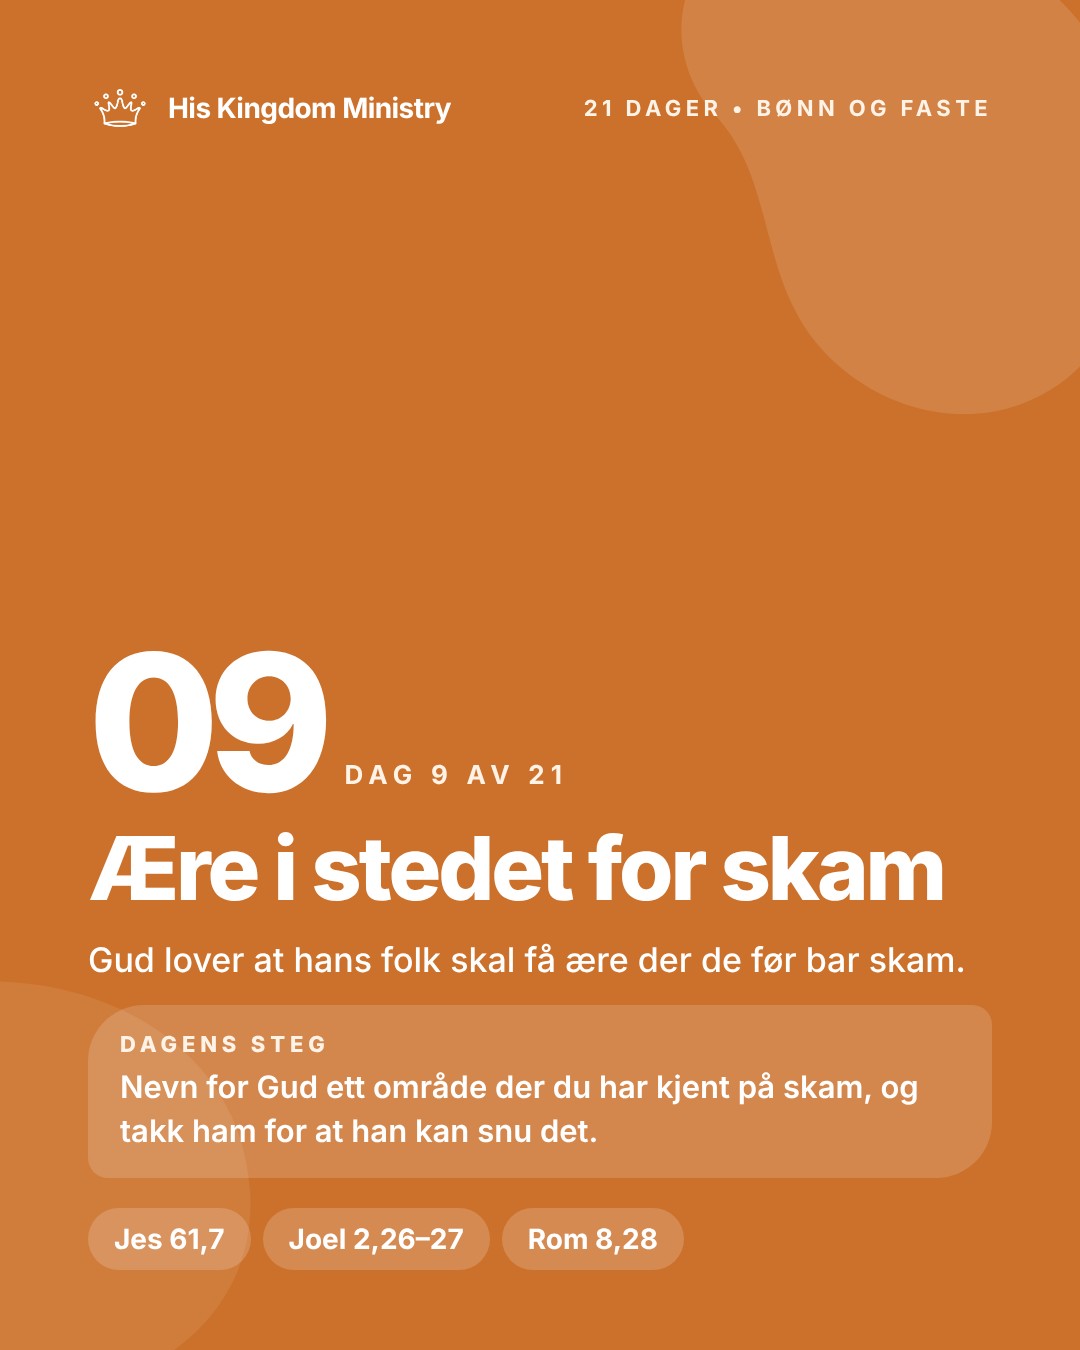 His Kingdom Ministry
21 DAGER • BØNN OG FASTE
09
DAG 9 AV 21
Ære i stedet for skam
Gud lover at hans folk skal få ære der de før bar skam.
DAGENS STEG
Nevn for Gud ett område der du har kjent på skam, og
takk ham for at han kan snu det.
Jes 61,7
Joel 2,26–27
Rom 8,28